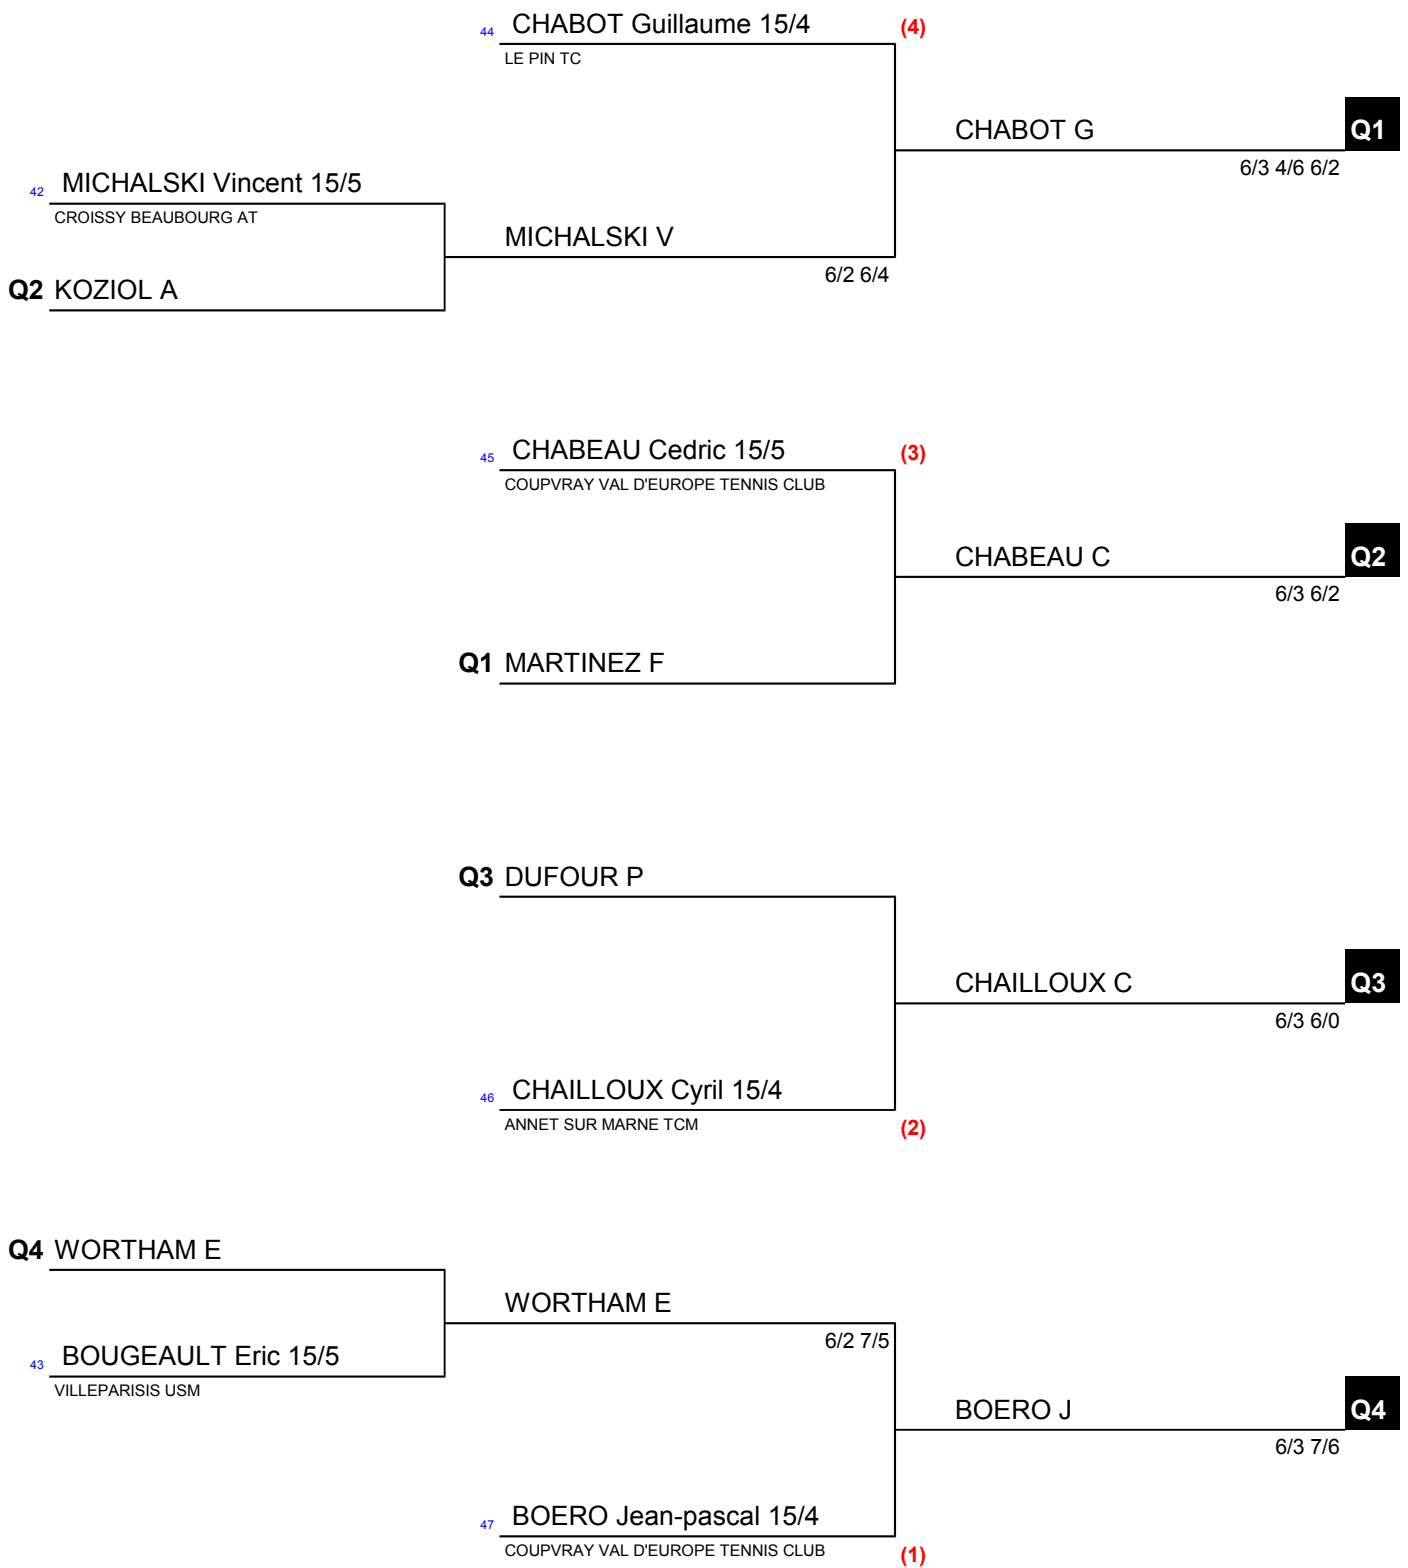 44 CHABOT Guillaume 15/4 (4)
LE PIN TC
CHABOT G Q1
6/3 4/6 6/2
42 MICHALSKI Vincent 15/5
CROISSY BEAUBOURG AT
MICHALSKI V
6/2 6/4
Q2 KOZIOL A
45 CHABEAU Cedric 15/5 (3)
COUPVRAY VAL D'EUROPE TENNIS CLUB
CHABEAU C Q2
6/3 6/2
Q1 MARTINEZ F
Q3 DUFOUR P
CHAILLOUX C Q3
6/3 6/0
46 CHAILLOUX Cyril 15/4
ANNET SUR MARNE TCM (2)
Q4 WORTHAM E
WORTHAM E
6/2 7/5
43 BOUGEAULT Eric 15/5
VILLEPARISIS USM
BOERO J Q4
6/3 7/6
47 BOERO Jean-pascal 15/4
COUPVRAY VAL D'EUROPE TENNIS CLUB (1)